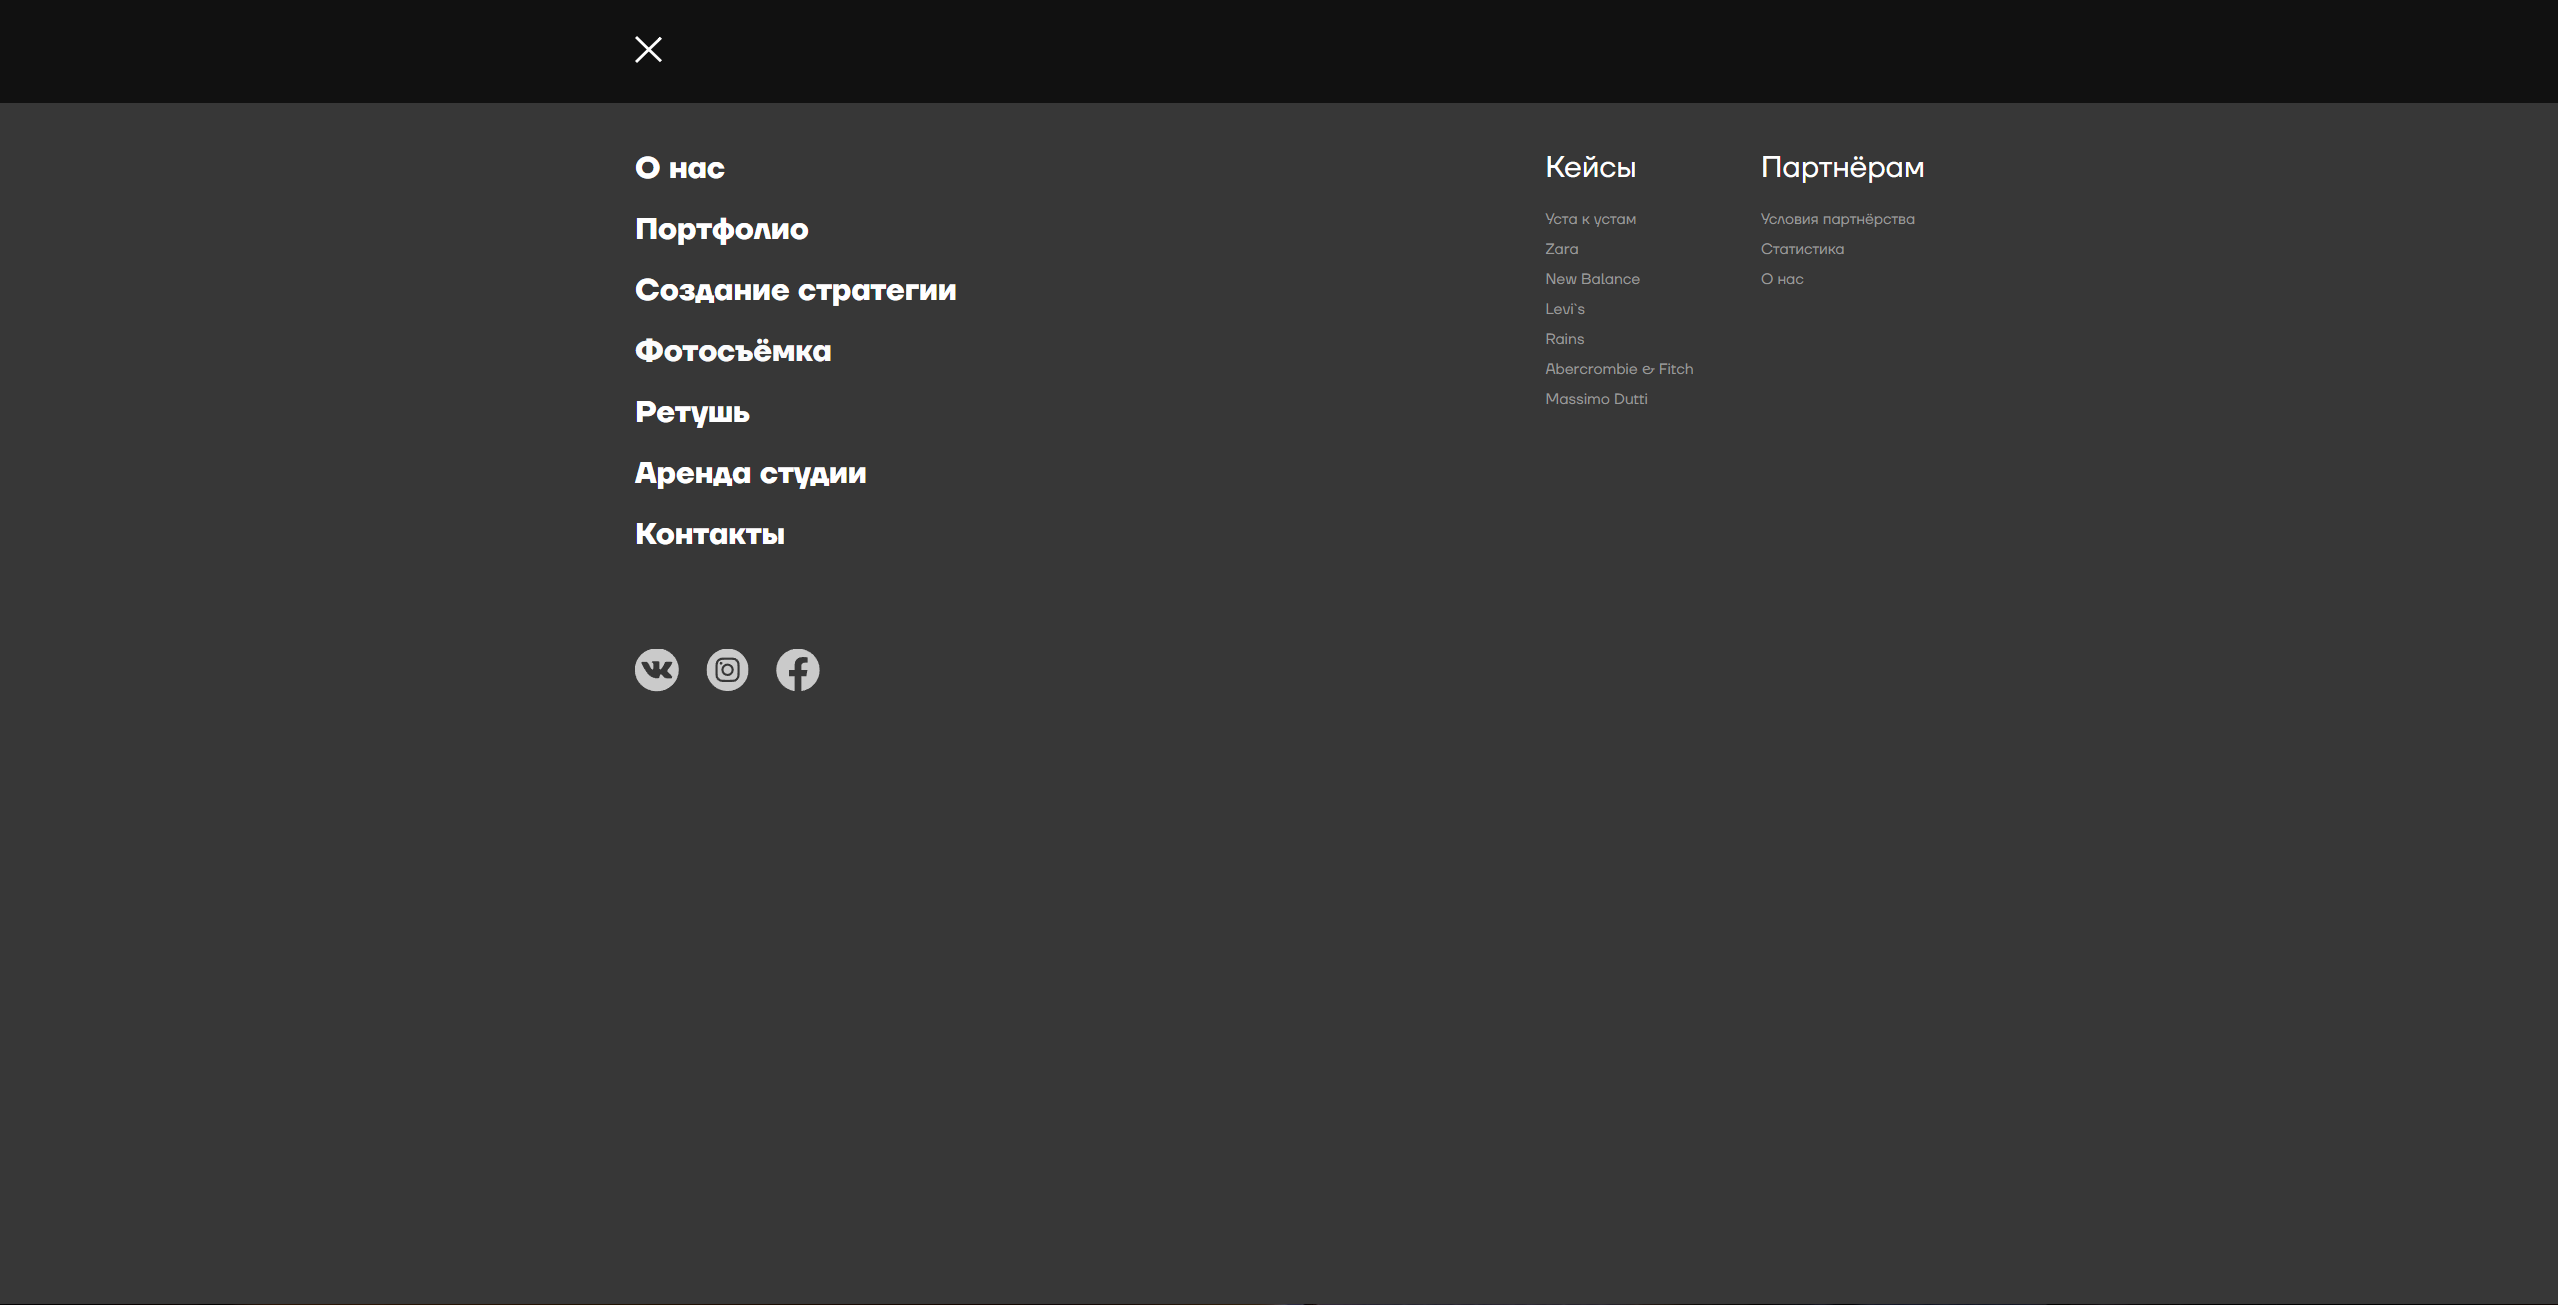 О нас
Портфолио
Создание стратегии
Фотосъёмка
Ретушь
Аренда студии
Контакты
Кейсы
Уста к устам
Zara
New Balance
Levi`s
Rains
Abercrombie & Fitch
Massimo Dutti
Партнёрам
Условия партнёрства
Статистика
О нас